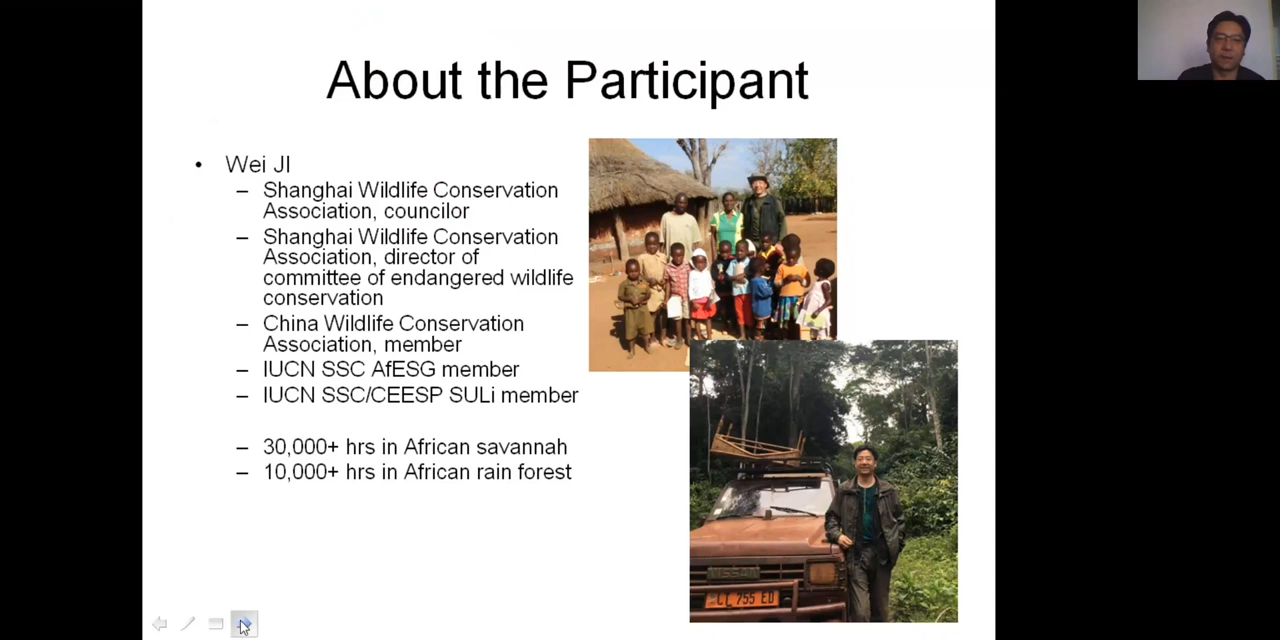 About the Participant
• Wei JI
– Shanghai Wildlife Conservation
Association, councilor
– Shanghai Wildlife Conservation
Association, director of
committee of endangered wildlife
conservation
– China Wildlife Conservation
Association, member
– IUCN SSC AfESG member
– IUCN SSC/CEESP SULi member
– 30,000+ hrs in African savannah
– 10,000+ hrs in African rain forest
NISSAN
755 ED